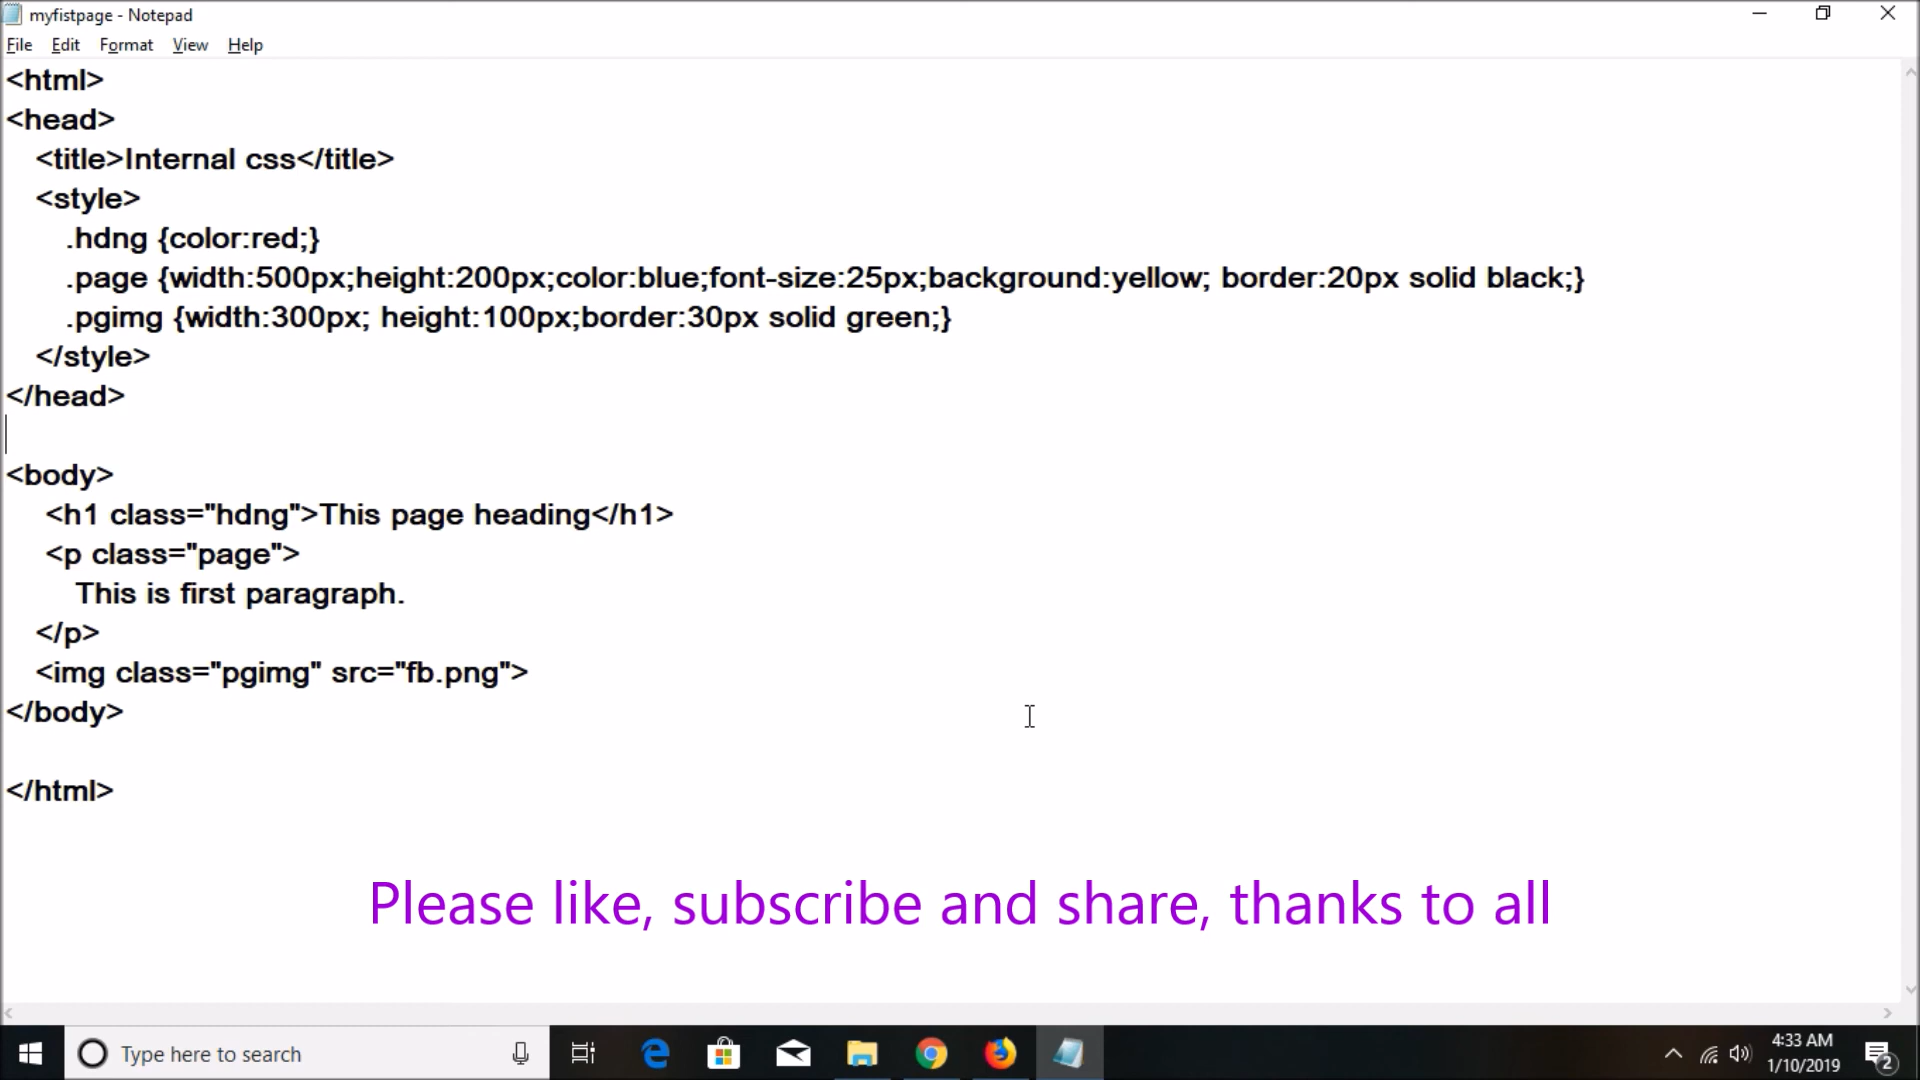 myfistpage - Notepad
File Edit Format View Help
<html>
<head>
<title>Internal css</title>
<style>
.hdng {color:red;}
.page {width:500px;height:200px;color:blue;font-size:25px;background:yellow; border:20px solid black;}
.pgimg {width:300px; height:100px;border:30px solid green;}
</style>
</head>
<body>
<h1 class="hdng">This page heading</h1>
<p class="page">
This is first paragraph.
</p>
<img class="pgimg" src="fb.png">
</body>
</html>
Please like, subscribe and share, thanks to all
Type here to search
4:33 AM
1/10/2019
2